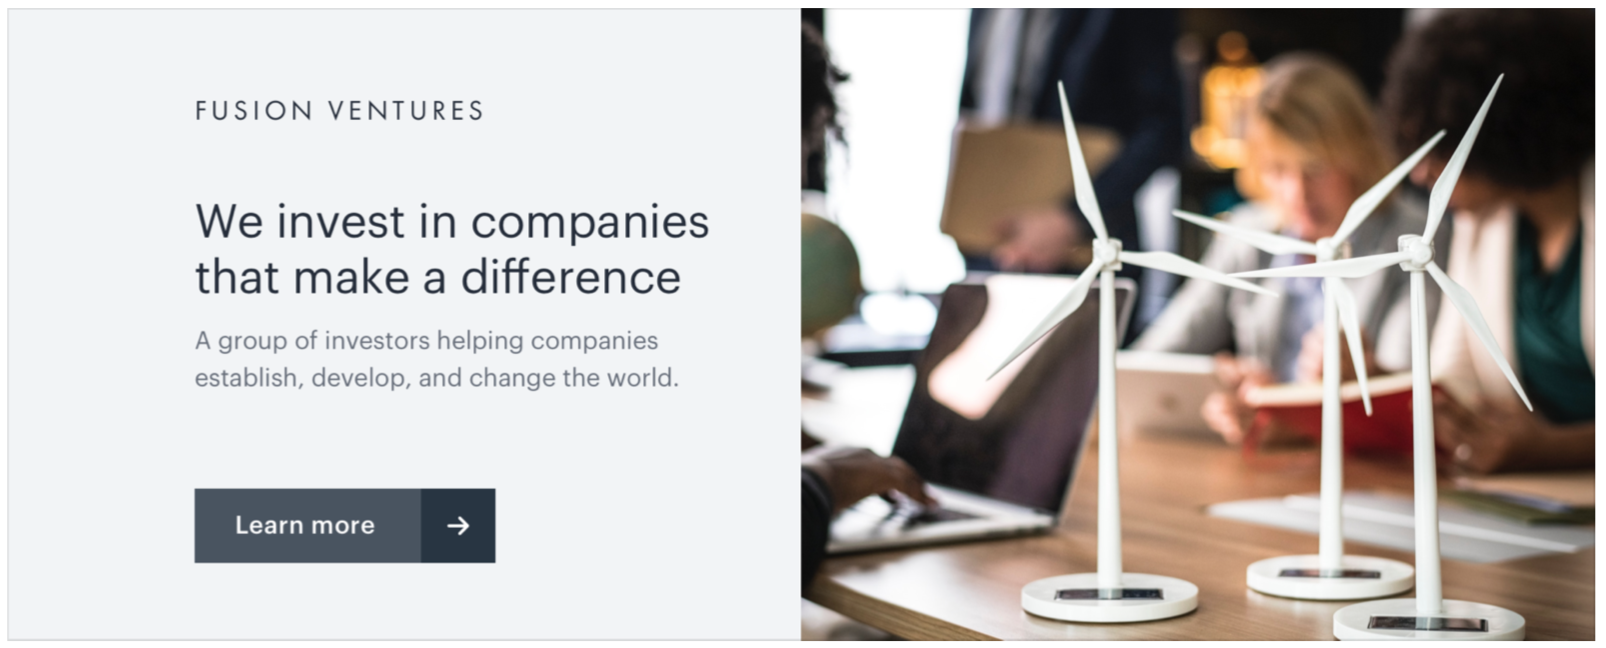 FUSION VENTURES
We invest in companies
that make a difference
A group of investors helping companies
establish, develop, and change the world.
Learn more →